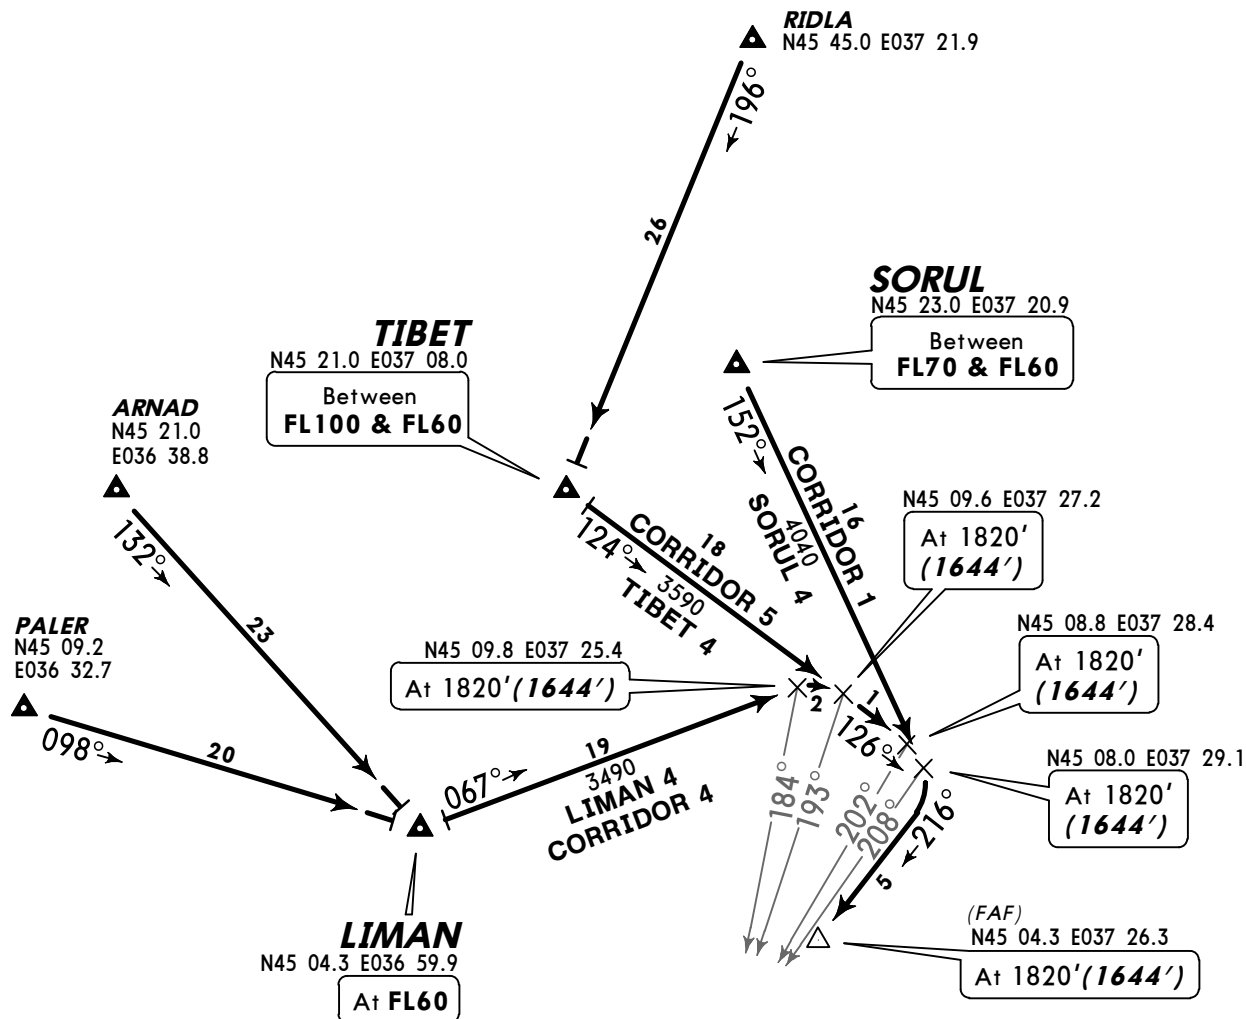 RIDLA
N45 45.0 E037 21.9
←196°
26
SORUL
N45 23.0 E037 20.9
Between
FL70 & FL60
TIBET
N45 21.0 E037 08.0
Between
FL100 & FL60
ARNAD
N45 21.0
E036 38.8
132°→
23
PALER
N45 09.2
E036 32.7
098°→
20
152°→
16
CORRIDOR 1
4040
SORUL 4
18
CORRIDOR 5
124°→
3590
TIBET 4
N45 09.6 E037 27.2
At 1820'
(1644')
N45 08.8 E037 28.4
At 1820'
(1644')
N45 09.8 E037 25.4
At 1820'(1644')
2
1
126°→
N45 08.0 E037 29.1
At 1820'
(1644')
067°→
19
3490
LIMAN 4
CORRIDOR 4
184°
193°
202°
208°
←216°
5
LIMAN
N45 04.3 E036 59.9
At FL60
(FAF)
N45 04.3 E037 26.3
At 1820'(1644')